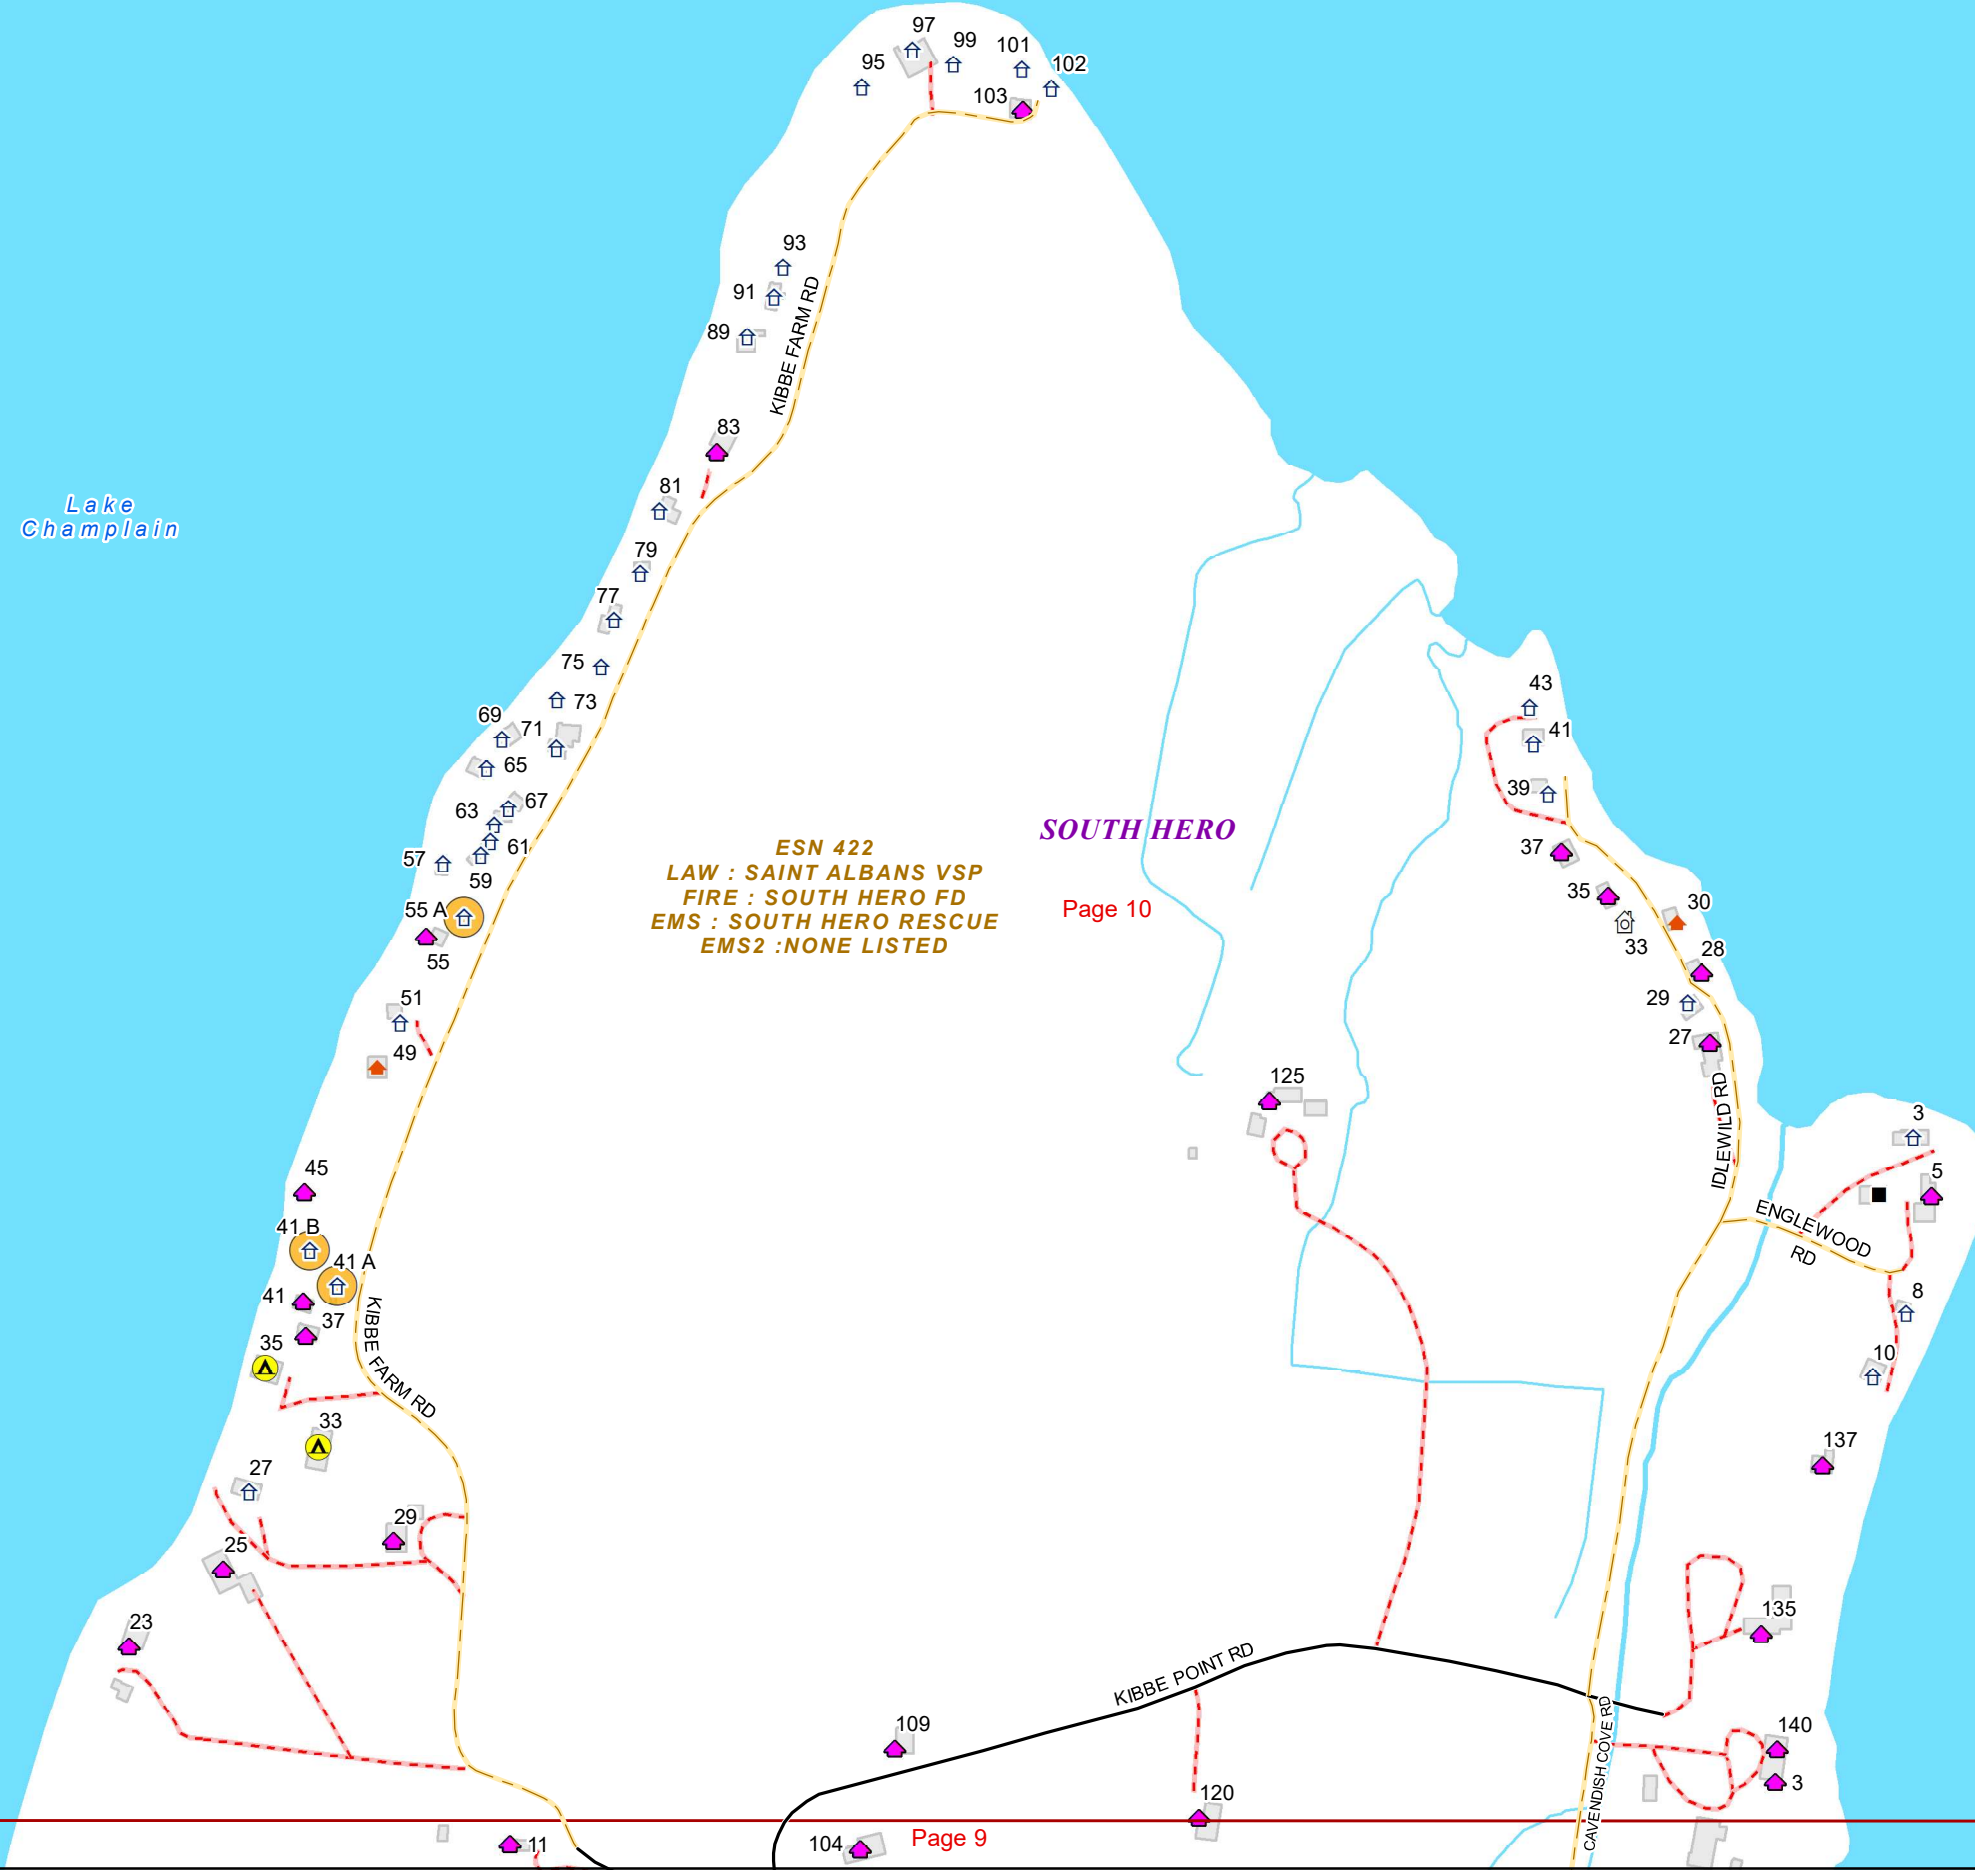 97
99
101
95
102
103
93
91
KIBBE FARM RD
89
83
81
Lake
Champlain
79
77
75
43
73
69
71
41
65
39
67
63
SOUTH HERO
61
ESN 422
57
LAW : SAINT ALBANS VSP
37
59
FIRE : SOUTH HERO FD
35
30
55 A
Page 10
EMS : SOUTH HERO RESCUE
EMS2 :NONE LISTED
33
28
55
51
29
27
49
125
3
IDLEWILD RD
45
5
41 B
ENGLEWOOD
RD
41 A
41
8
37
KIBBE FARM RD
35
10
33
137
27
29
25
135
23
KIBBE POINT RD
109
140
CAVENDISH COVE RD
3
120
Page 9
11
104